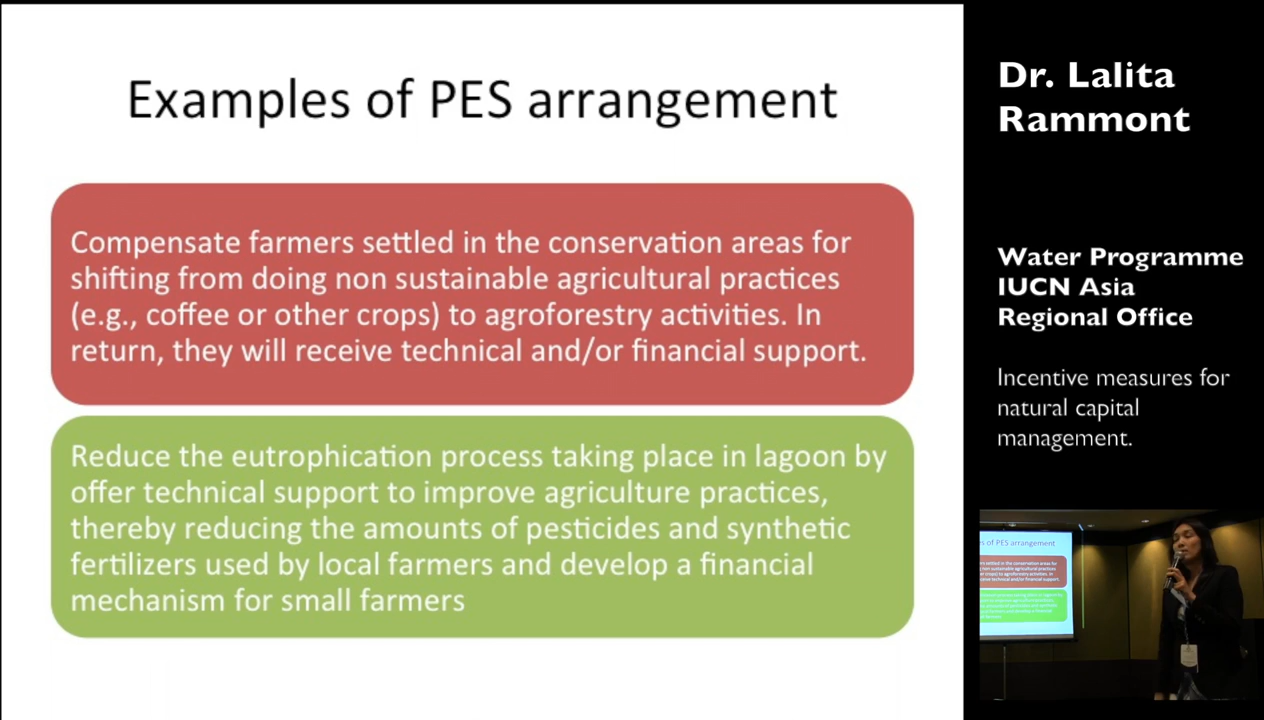 Examples of PES arrangement
Compensate farmers settled in the conservation areas for
shifting from doing non sustainable agricultural practices
(e.g., coffee or other crops) to agroforestry activities. In
return, they will receive technical and/or financial support.
Reduce the eutrophication process taking place in lagoon by
offer technical support to improve agriculture practices,
thereby reducing the amounts of pesticides and synthetic
fertilizers used by local farmers and develop a financial
mechanism for small farmers
Dr. Lalita
Rammont
Water Programme
IUCN Asia
Regional Office
Incentive measures for
natural capital
management.
es of PES arrangement